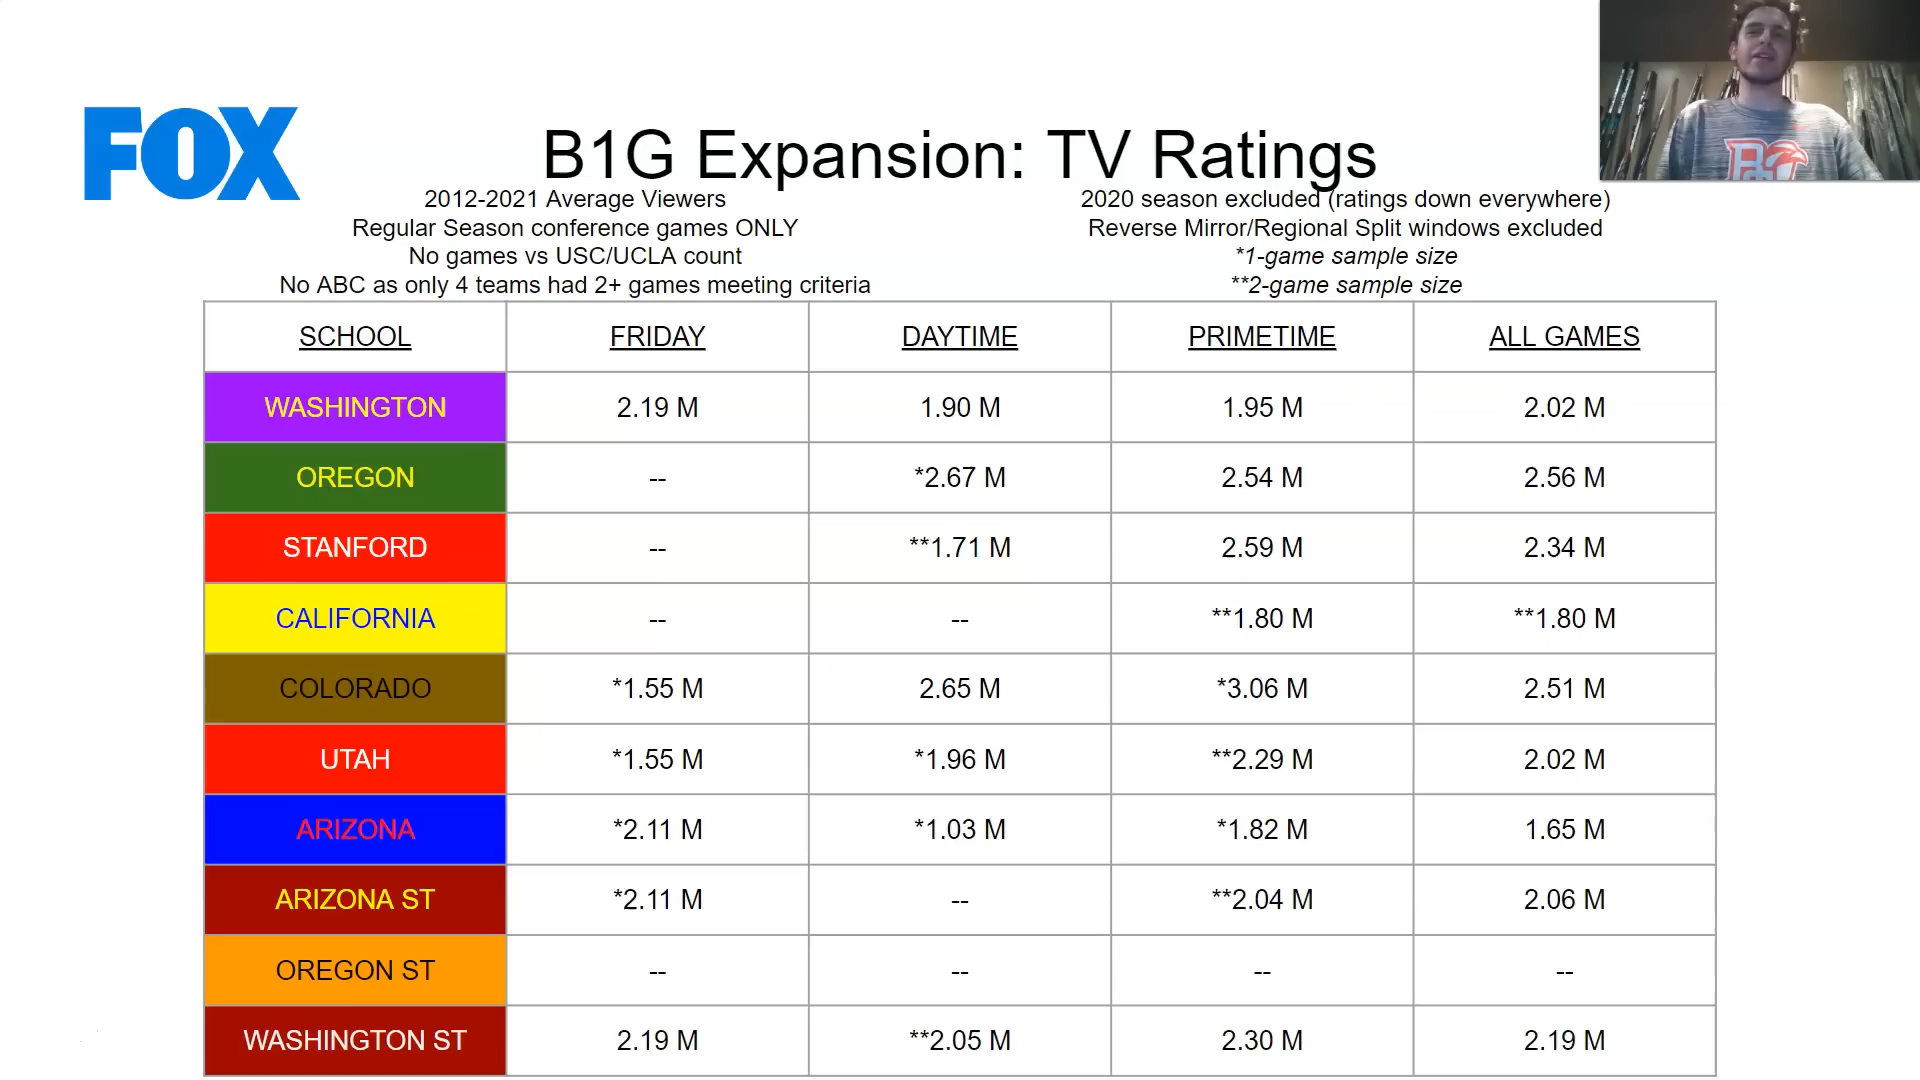 FOX
B1G Expansion: TV Ratings
2012-2021 Average Viewers
Regular Season conference games ONLY
No games vs USC/UCLA count
No ABC as only 4 teams had 2+ games meeting criteria
2020 season excluded (ratings down everywhere)
Reverse Mirror/Regional Split windows excluded
*1-game sample size
**2-game sample size
SCHOOL FRIDAY DAYTIME PRIMETIME ALL GAMES
WASHINGTON 2.19 M 1.90 M 1.95 M 2.02 M
OREGON -- *2.67 M 2.54 M 2.56 M
STANFORD -- **1.71 M 2.59 M 2.34 M
CALIFORNIA -- -- **1.80 M **1.80 M
COLORADO *1.55 M 2.65 M *3.06 M 2.51 M
UTAH *1.55 M *1.96 M **2.29 M 2.02 M
ARIZONA *2.11 M *1.03 M *1.82 M 1.65 M
ARIZONA ST *2.11 M -- **2.04 M 2.06 M
OREGON ST -- -- -- --
WASHINGTON ST 2.19 M **2.05 M 2.30 M 2.19 M